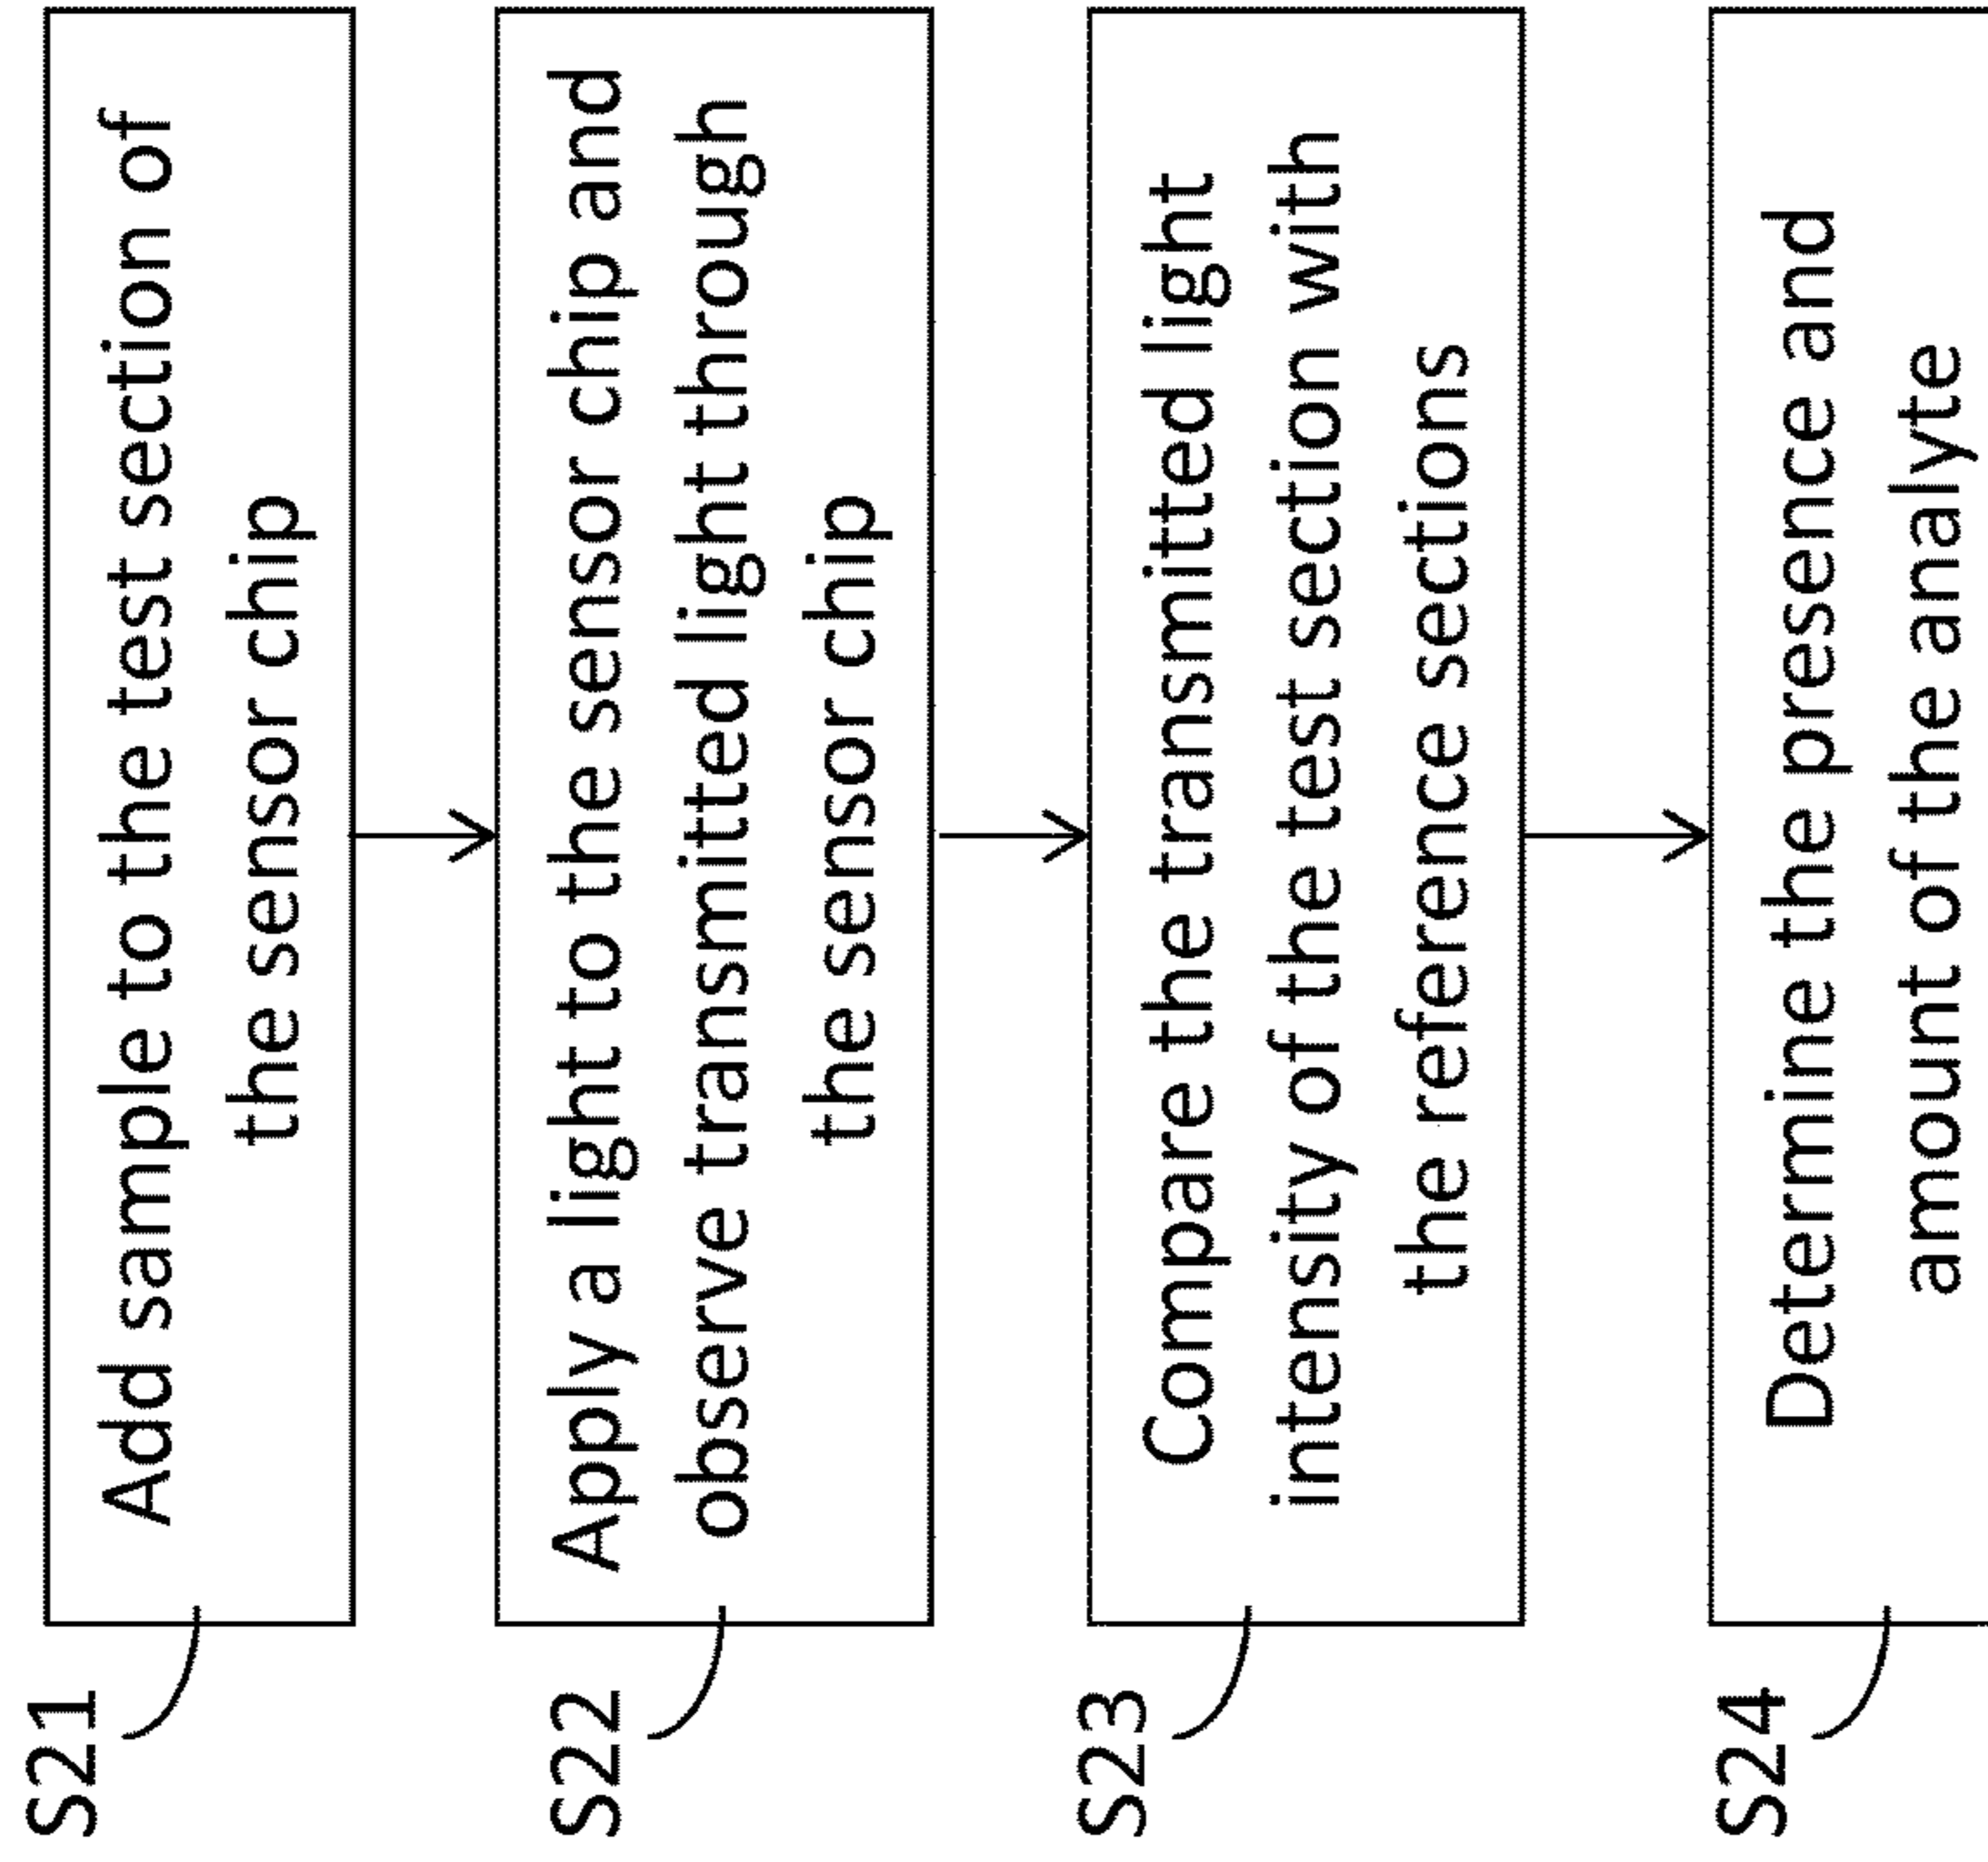 S21
Add sample to the test section of
the sensor chip
S22
Apply a light to the sensor chip and
observe transmitted light through
the sensor chip
S23
Compare the transmitted light
intensity of the test section with
the reference sections
S24
Determine the presence and
amount of the analyte